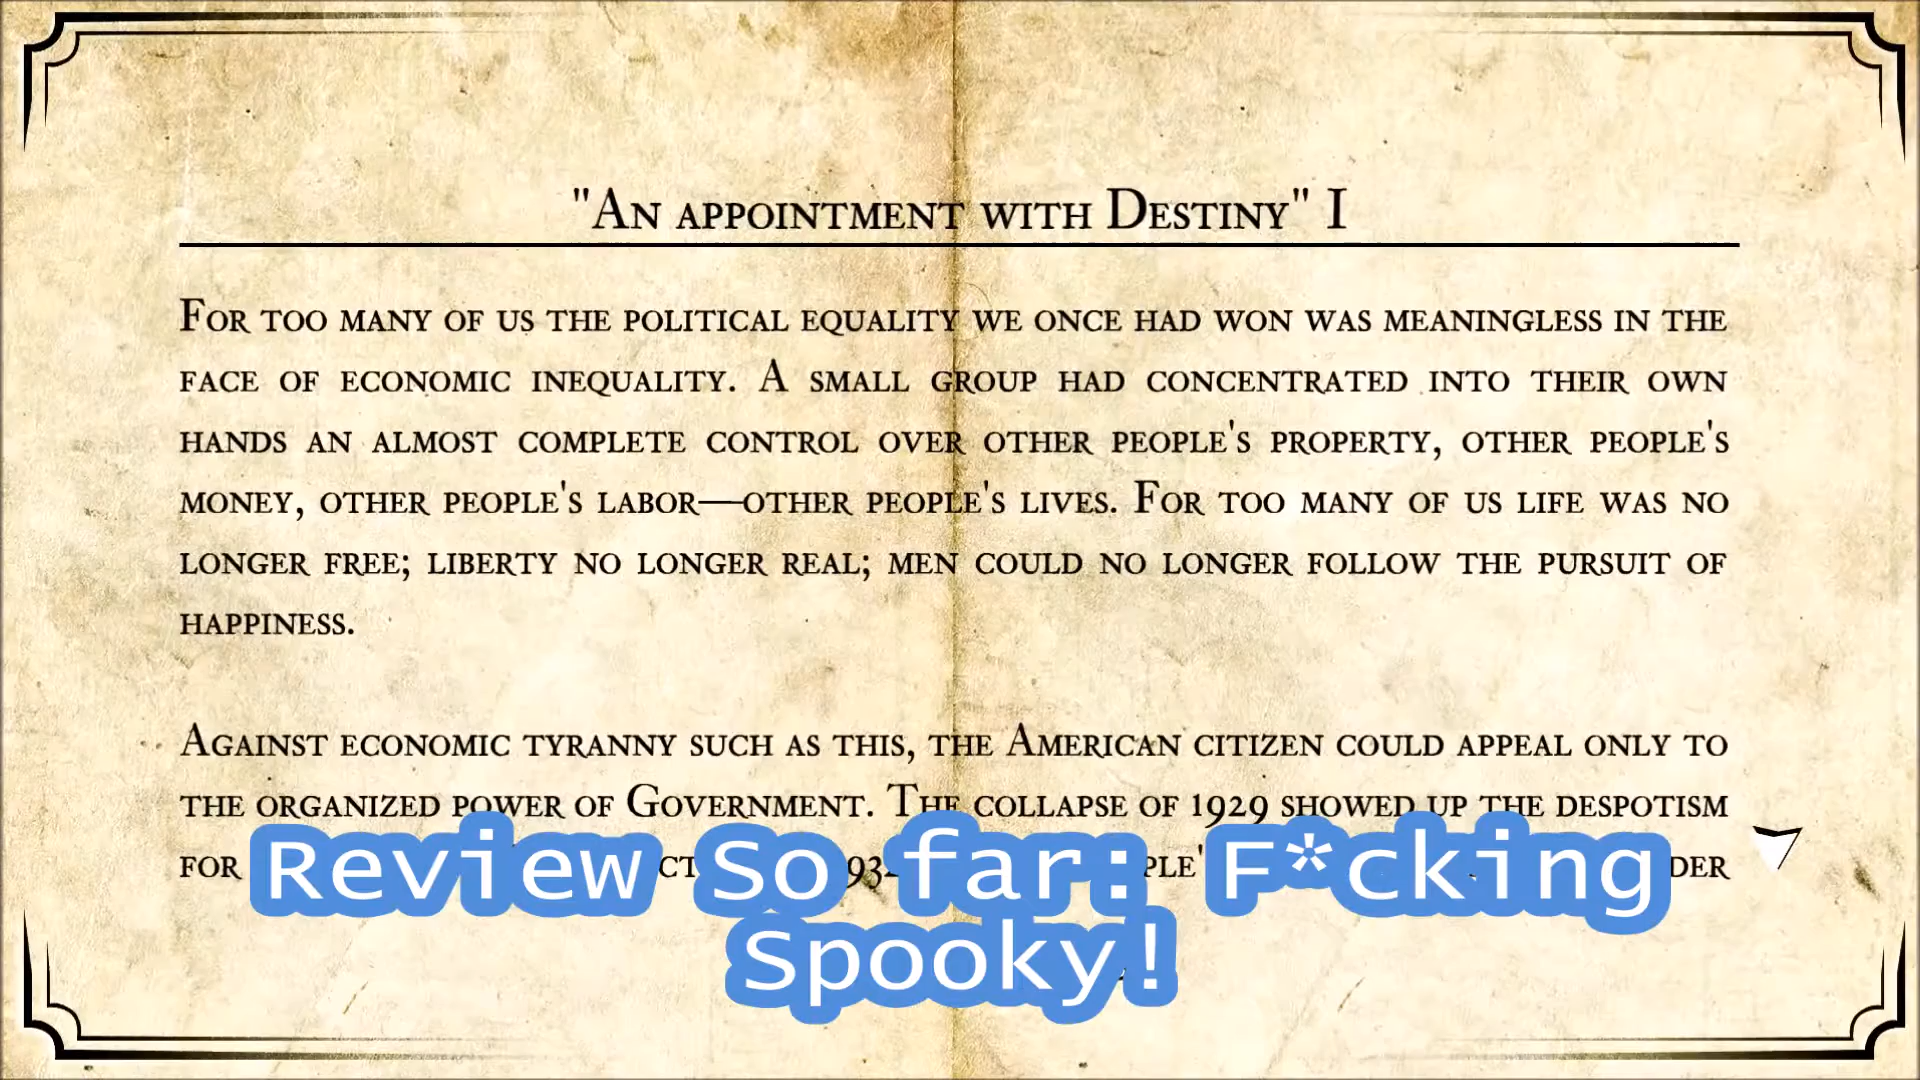 "An appointment with Destiny" I
For too many of us the political equality we once had won was meaningless in the
face of economic inequality. A small group had concentrated into their own
hands an almost complete control over other people's property, other people's
money, other people's labor—other people's lives. For too many of us life was no
longer free; liberty no longer real; men could no longer follow the pursuit of
happiness.
Against economic tyranny such as this, the American citizen could appeal only to
the organized power of Government. The collapse of 1929 showed up the despotism
for
Review So far: F*cking
Spooky!